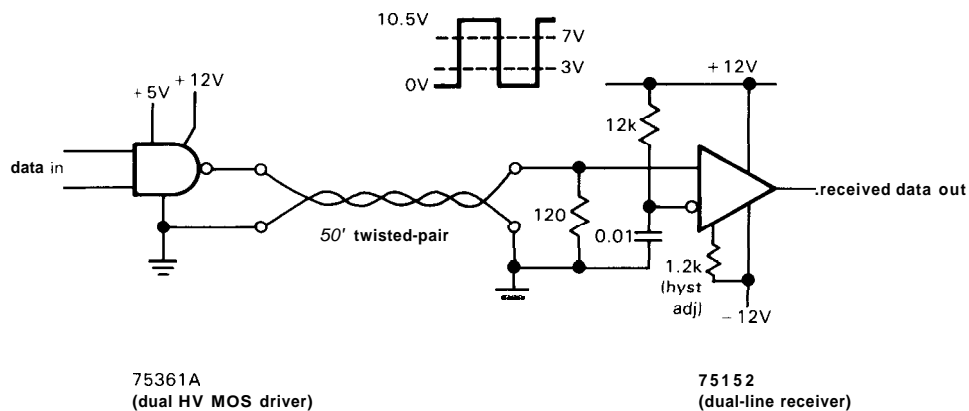 10.5V
7V
3V
0V
+5V
+12V
data in
50' twisted-pair
120
12k
0.01
+12V
.received data out
1.2k
(hyst
adj)
−12V
75361A
(dual HV MOS driver)
75152
(dual-line receiver)